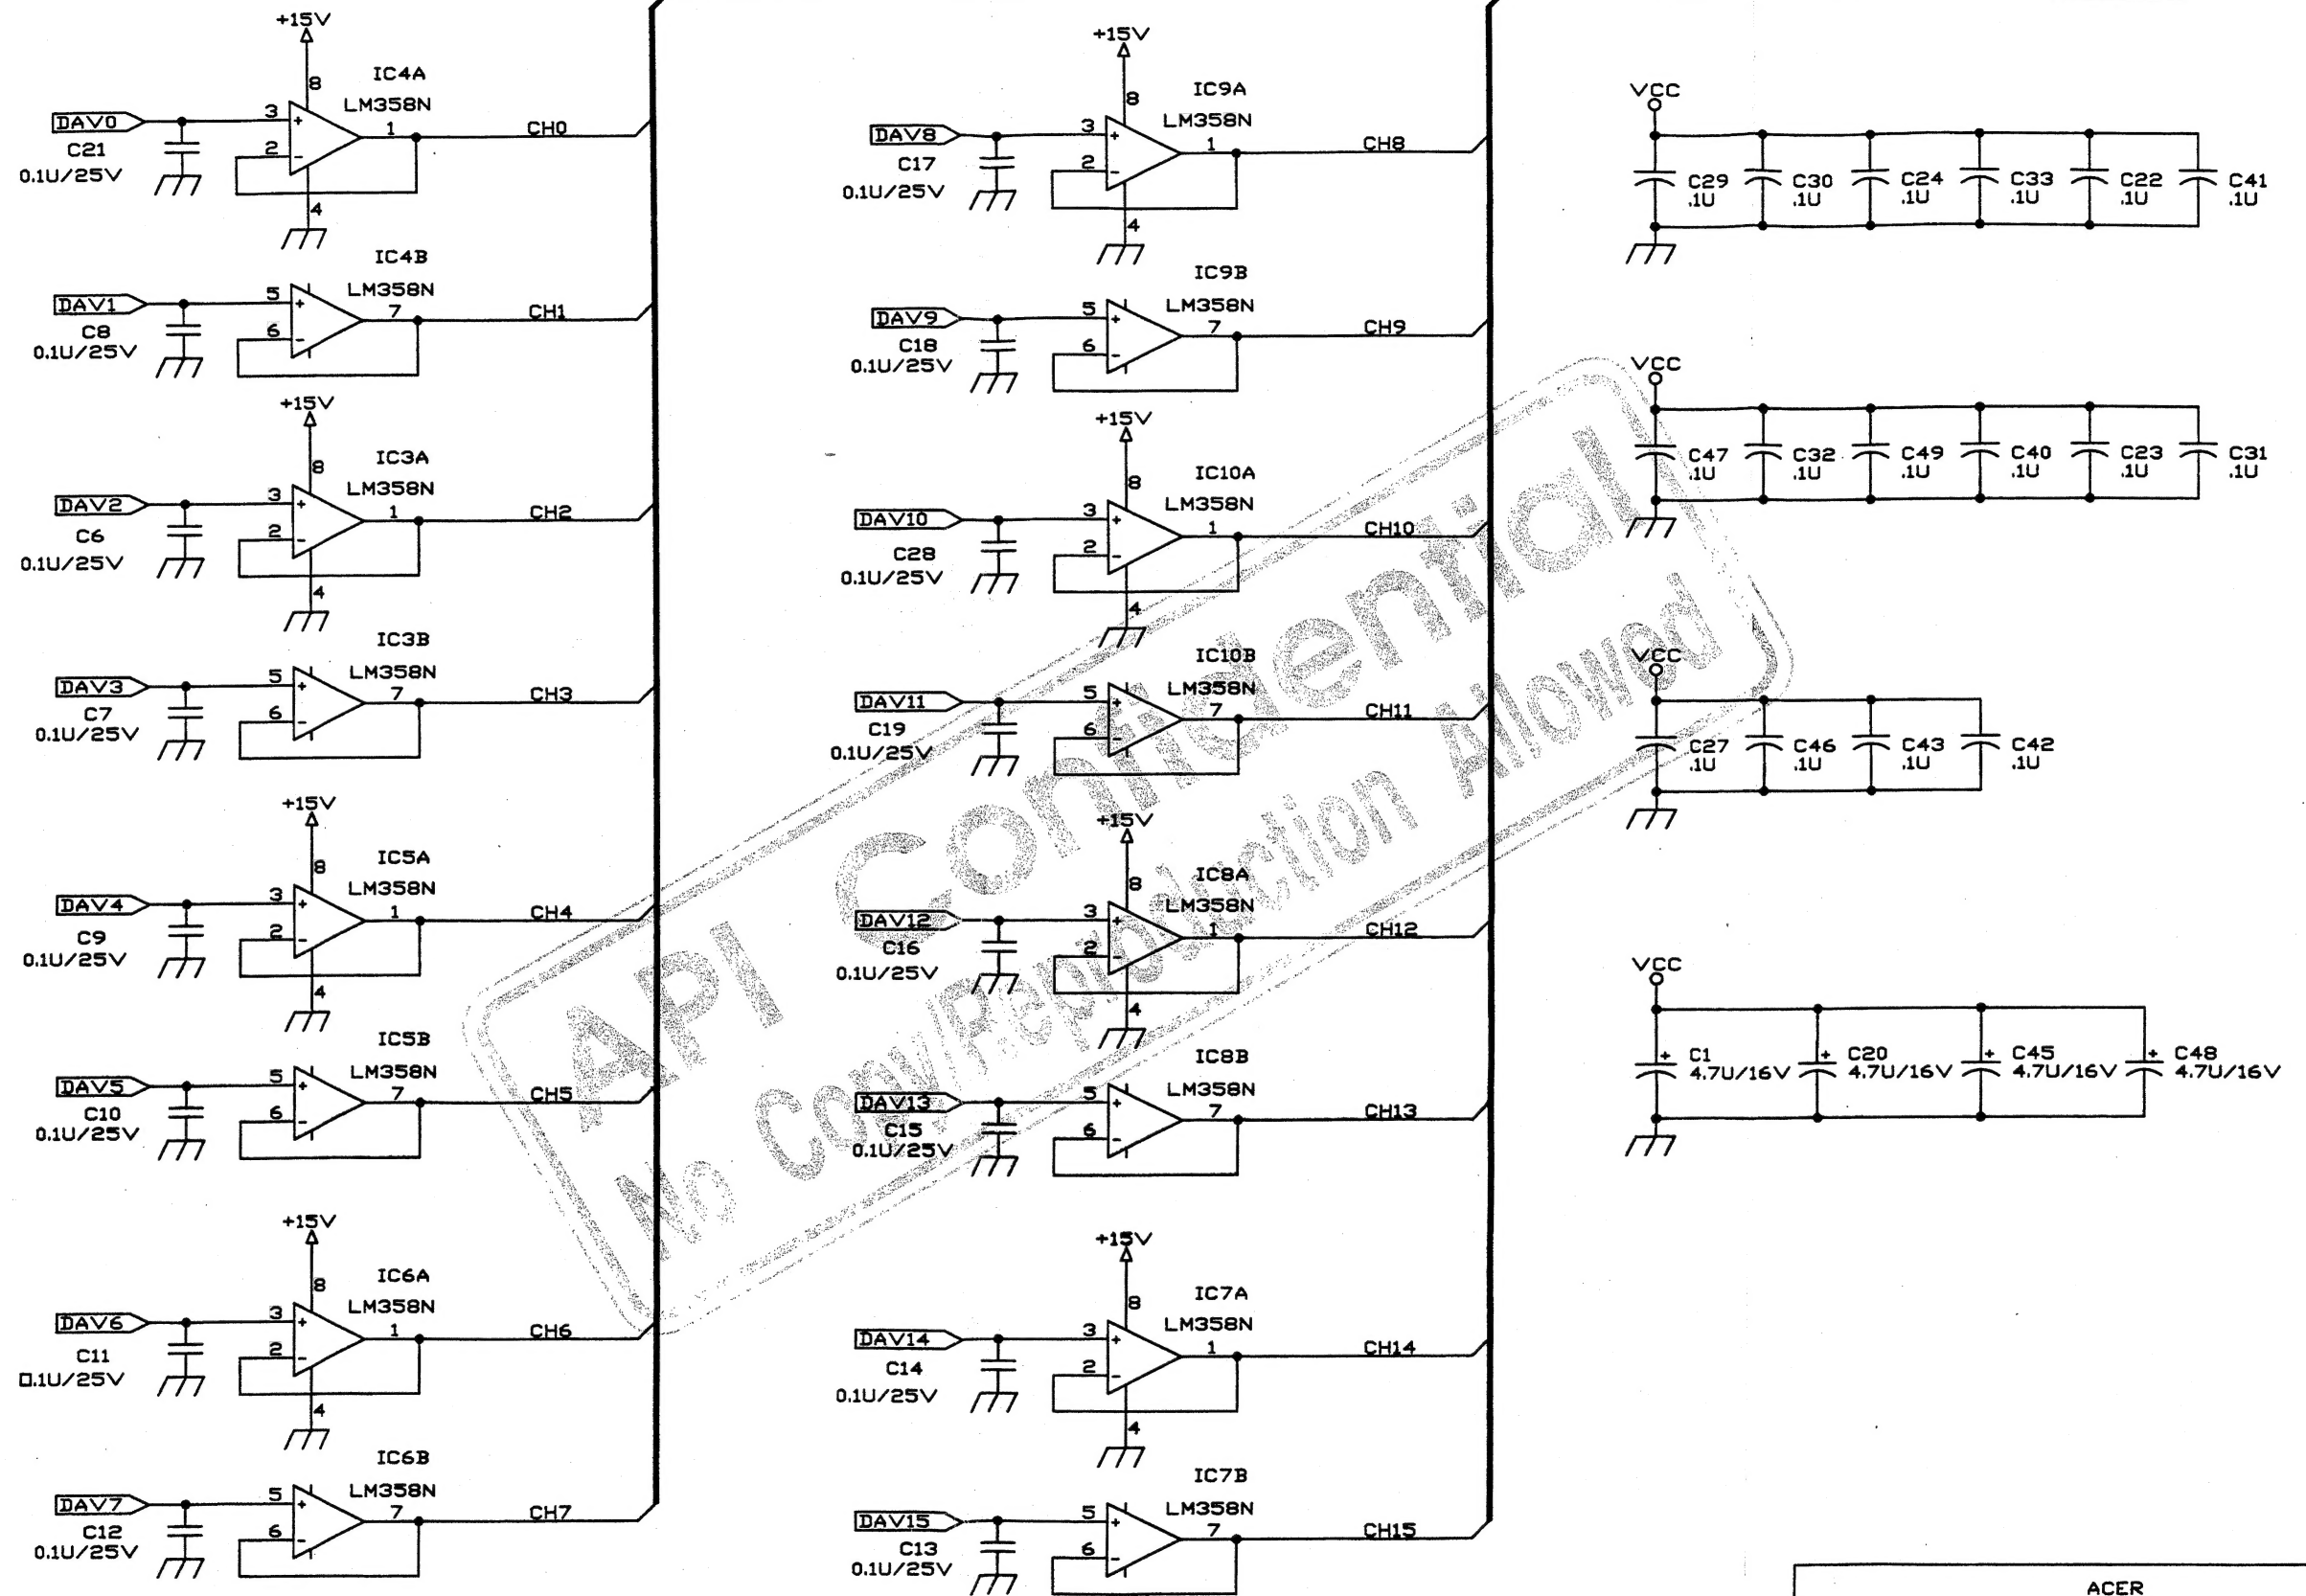 +15V
8
IC4A
LM358N
DAV0
3
+
1
CH0
C21
2
-
0.1U/25V
4
IC4B
LM358N
DAV1
5
+
7
CH1
C8
6
-
0.1U/25V
+15V
8
IC3A
LM358N
DAV2
3
+
1
CH2
C6
2
-
0.1U/25V
4
IC3B
LM358N
DAV3
5
+
7
CH3
C7
6
-
0.1U/25V
+15V
8
IC5A
LM358N
DAV4
3
+
1
CH4
C9
2
-
0.1U/25V
4
IC5B
LM358N
DAV5
5
+
7
CH5
C10
6
-
0.1U/25V
+15V
8
IC6A
LM358N
DAV6
3
+
1
CH6
C11
2
-
0.1U/25V
4
IC6B
LM358N
DAV7
5
+
7
CH7
C12
6
-
0.1U/25V
+15V
8
IC9A
LM358N
DAV8
3
+
1
CH8
C17
2
-
0.1U/25V
4
IC9B
LM358N
DAV9
5
+
7
CH9
C18
6
-
0.1U/25V
+15V
8
IC10A
LM358N
DAV10
3
+
1
CH10
C28
2
-
0.1U/25V
4
IC10B
LM358N
DAV11
5
+
7
CH11
C19
6
-
0.1U/25V
+15V
8
IC8A
LM358N
DAV12
3
+
1
CH12
C16
2
-
0.1U/25V
4
IC8B
LM358N
DAV13
5
+
7
CH13
C15
6
-
0.1U/25V
+15V
8
IC7A
LM358N
DAV14
3
+
1
CH14
C14
2
-
0.1U/25V
4
IC7B
LM358N
DAV15
5
+
7
CH15
C13
6
-
0.1U/25V
API Confidential
No Copy/Reproduction Allowed
VCC
C29 C30 C24 C33 C22 C41
.1U .1U .1U .1U .1U .1U
VCC
C47 C32 C49 C40 C23 C31
.1U .1U .1U .1U .1U .1U
VCC
C27 C46 C43 C42
.1U .1U .1U .1U
VCC
+ C1 + C20 + C45 + C48
4.7U/16V 4.7U/16V 4.7U/16V 4.7U/16V
ACER